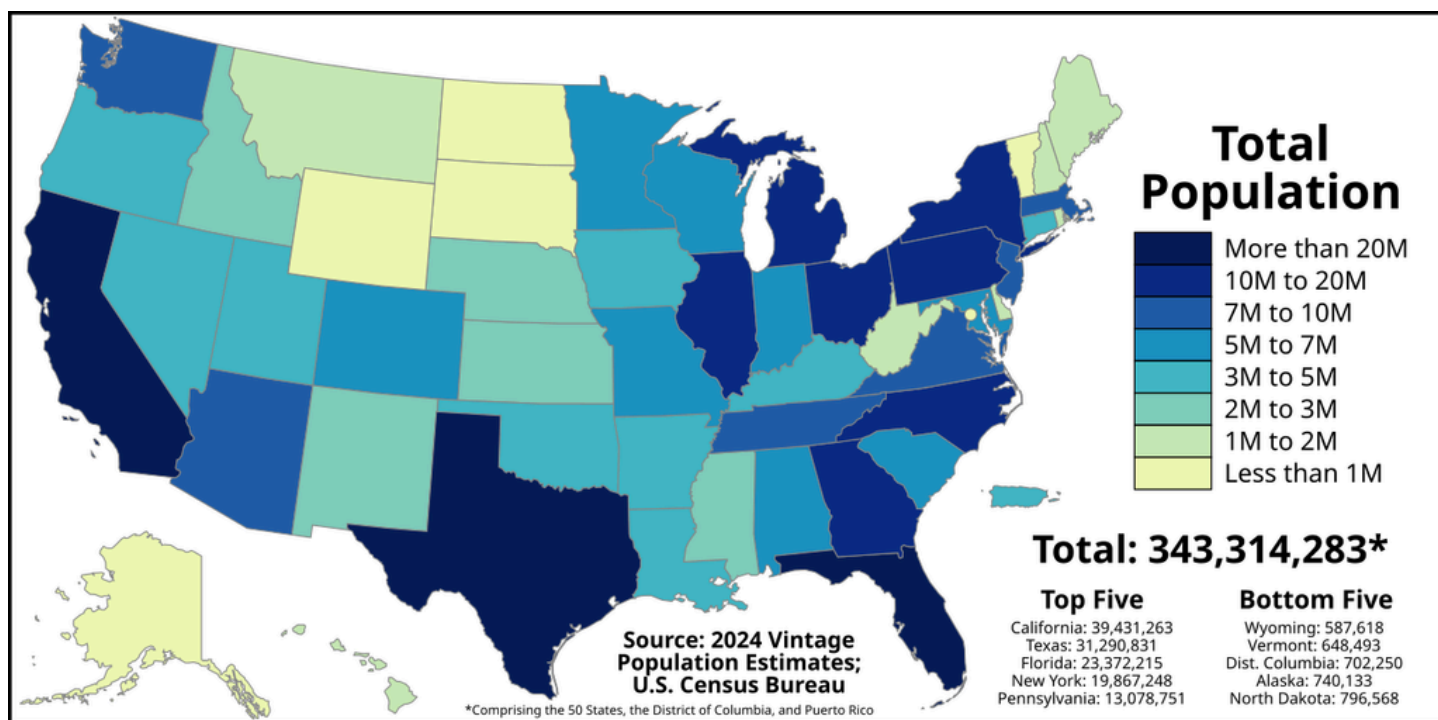 Total
Population
More than 20M
10M to 20M
7M to 10M
5M to 7M
3M to 5M
2M to 3M
1M to 2M
Less than 1M
Total: 343,314,283*
Top Five
California: 39,431,263
Texas: 31,290,831
Florida: 23,372,215
New York: 19,867,248
Pennsylvania: 13,078,751
Bottom Five
Wyoming: 587,618
Vermont: 648,493
Dist. Columbia: 702,250
Alaska: 740,133
North Dakota: 796,568
Source: 2024 Vintage
Population Estimates;
U.S. Census Bureau
*Comprising the 50 States, the District of Columbia, and Puerto Rico